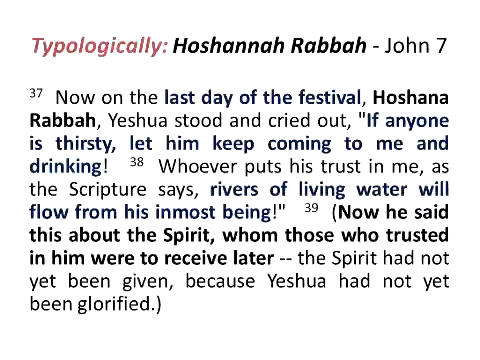 Typologically: Hoshannah Rabbah - John 7
37 Now on the last day of the festival, Hoshana
Rabbah, Yeshua stood and cried out, "If anyone
is thirsty, let him keep coming to me and
drinking! 38 Whoever puts his trust in me, as
the Scripture says, rivers of living water will
flow from his inmost being!" 39 (Now he said
this about the Spirit, whom those who trusted
in him were to receive later -- the Spirit had not
yet been given, because Yeshua had not yet
been glorified.)